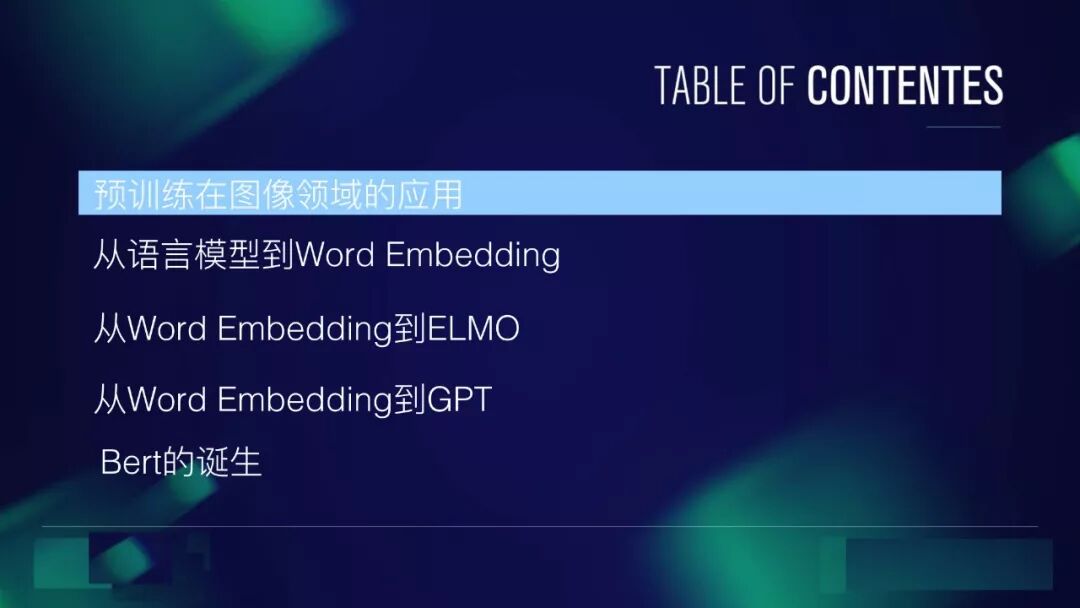 TABLE OF CONTENTES
预训练在图像领域的应用
从语言模型到Word Embedding
从Word Embedding到ELMO
从Word Embedding到GPT
Bert的诞生